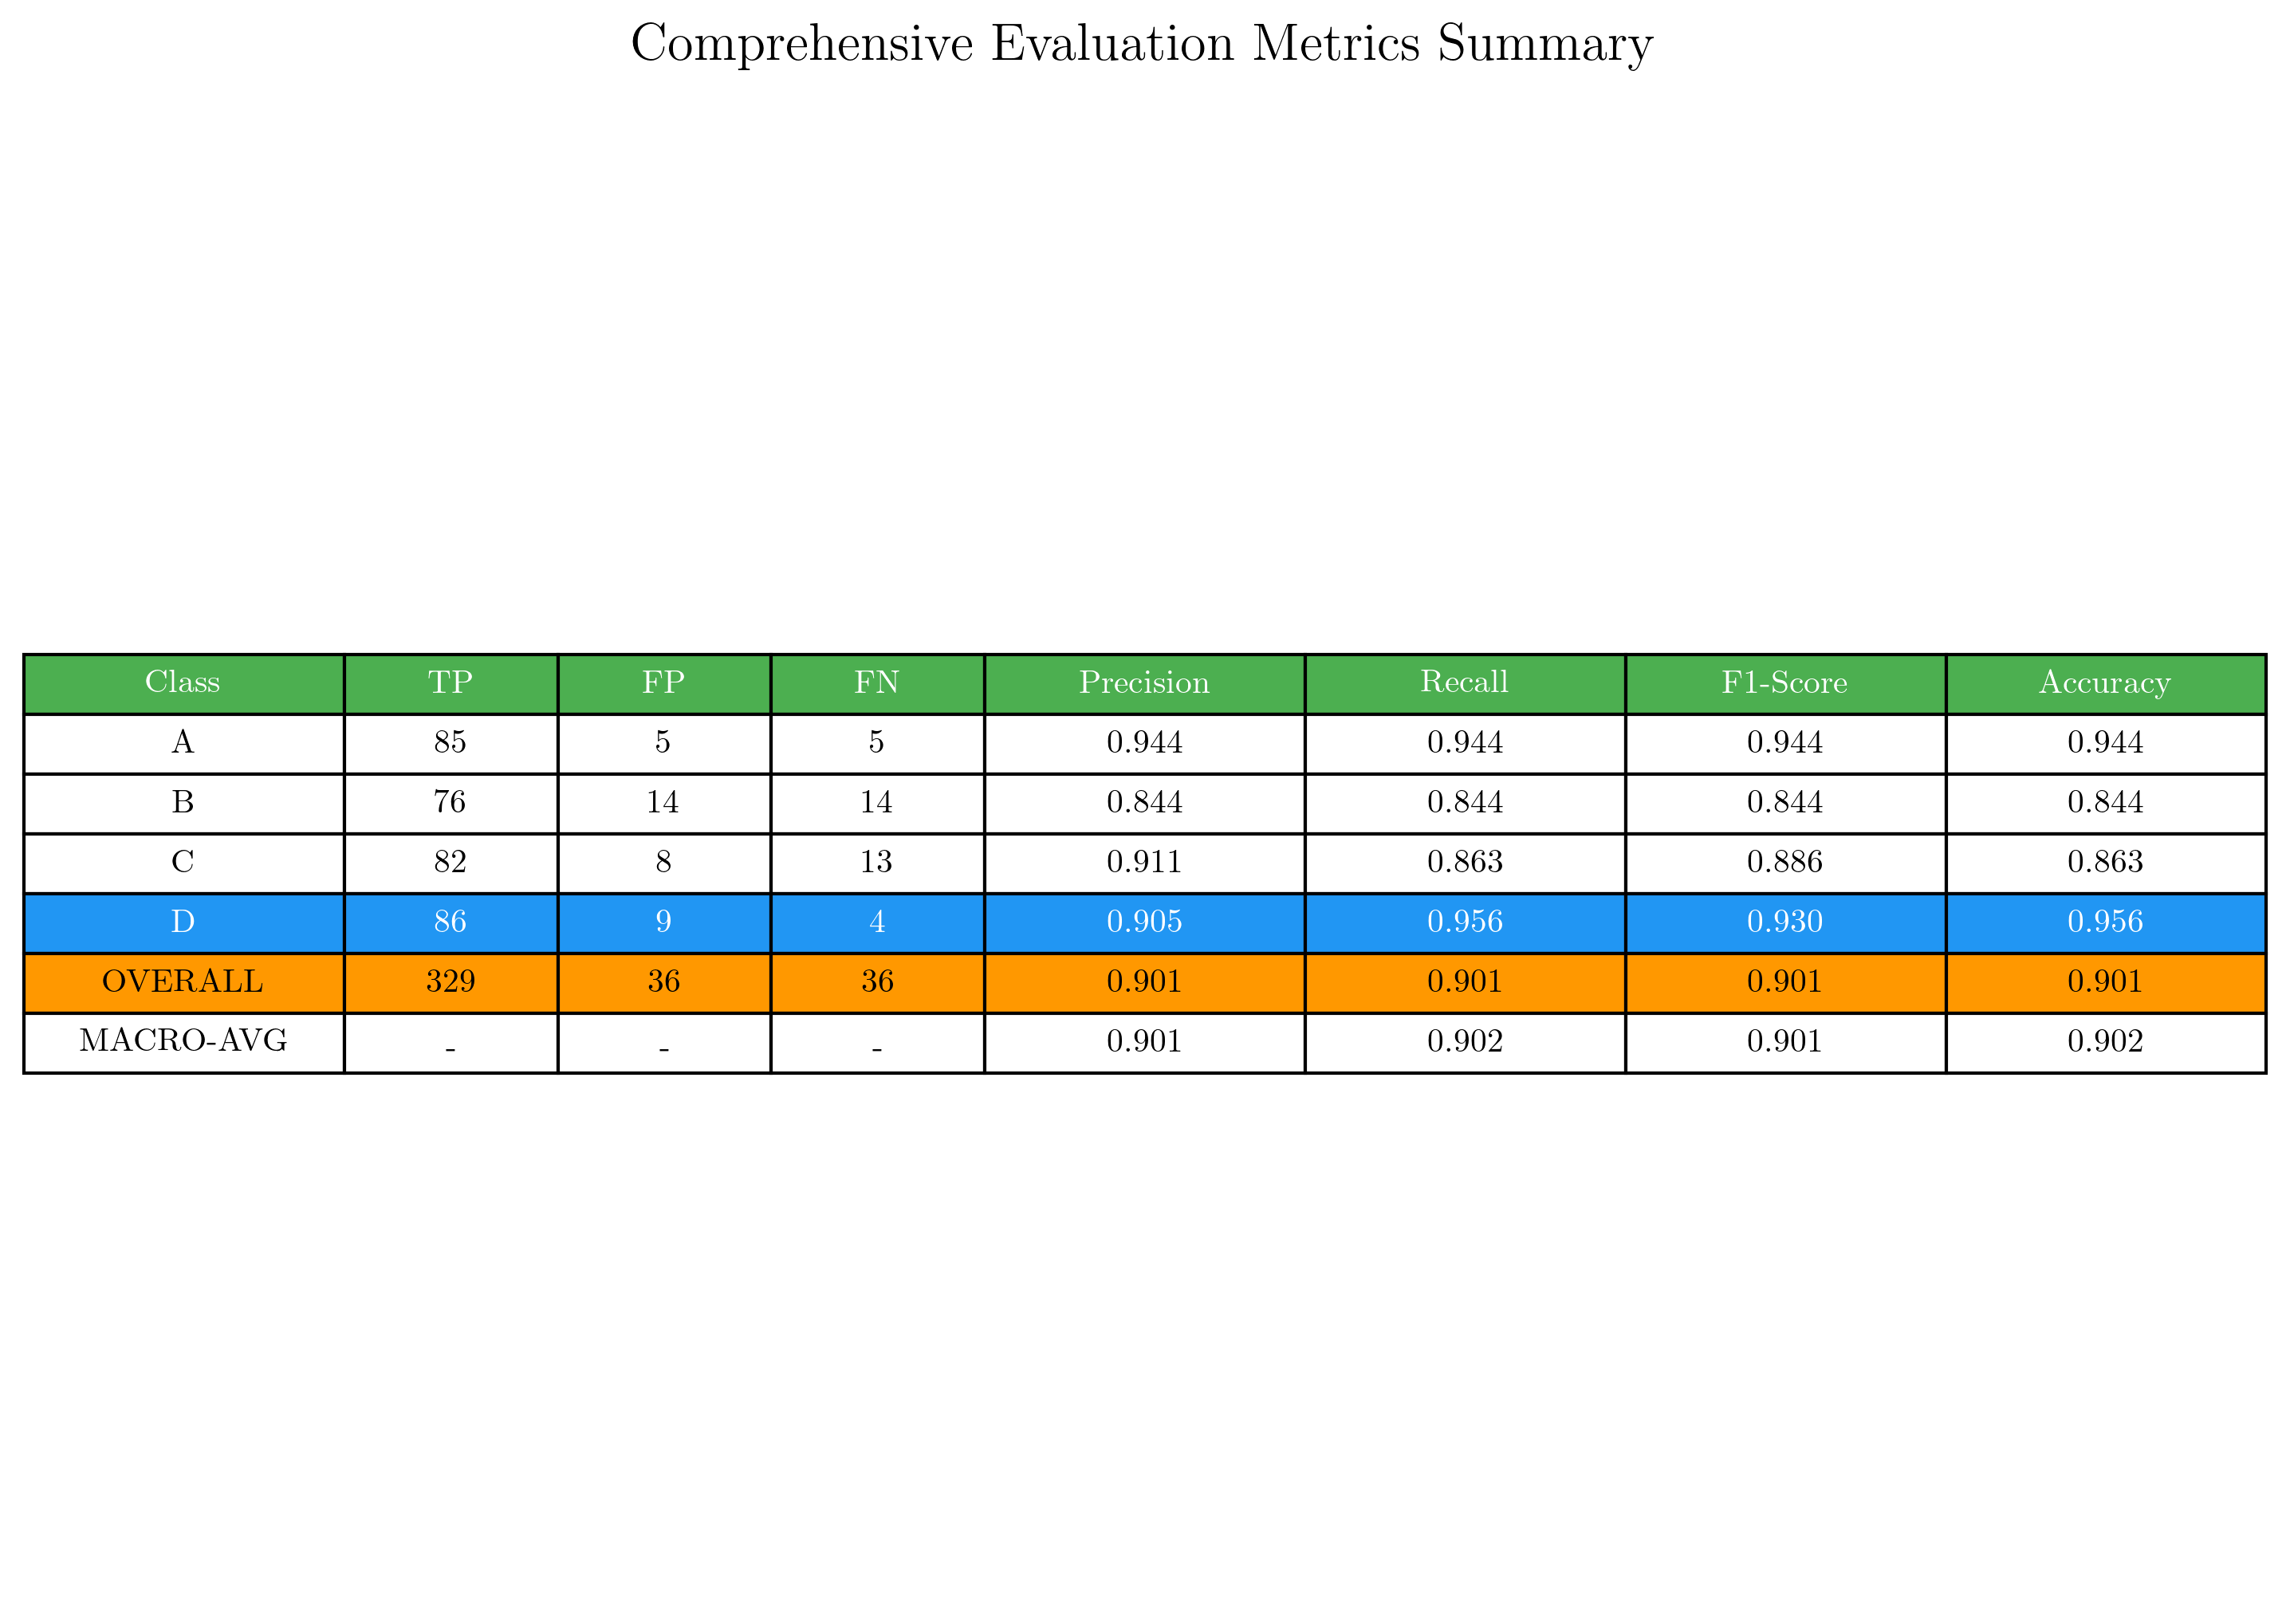 Comprehensive Evaluation Metrics Summary
Class TP FP FN Precision Recall F1-Score Accuracy
A 85 5 5 0.944 0.944 0.944 0.944
B 76 14 14 0.844 0.844 0.844 0.844
C 82 8 13 0.911 0.863 0.886 0.863
D 86 9 4 0.905 0.956 0.930 0.956
OVERALL 329 36 36 0.901 0.901 0.901 0.901
MACRO-AVG - - - 0.901 0.902 0.901 0.902